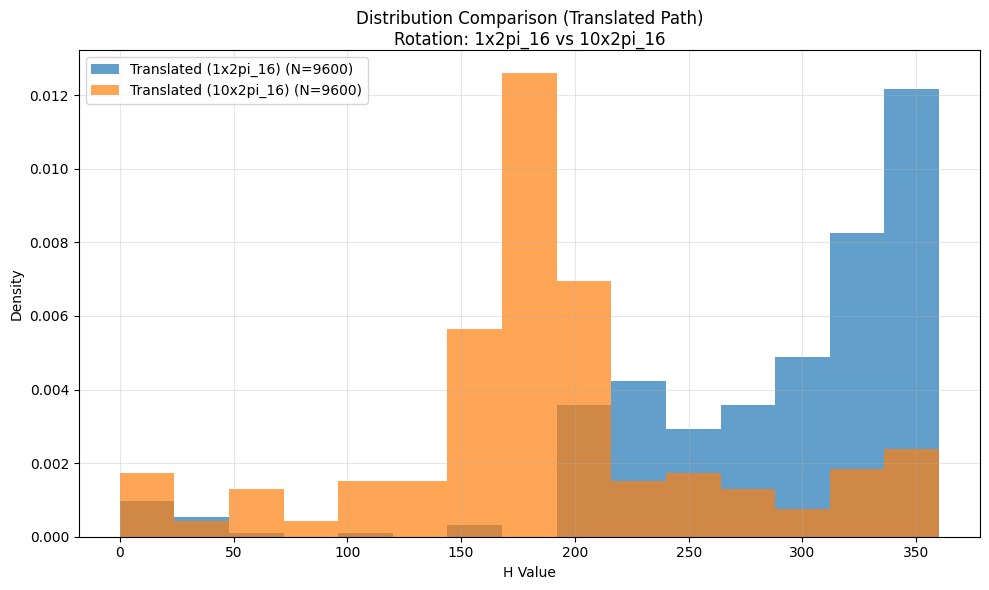 Distribution Comparison (Translated Path)
Rotation: 1x2pi_16 vs 10x2pi_16
Translated (1x2pi_16) (N=9600)
Translated (10x2pi_16) (N=9600)
Density
0.012
0.010
0.008
0.006
0.004
0.002
0.000
0 50 100 150 200 250 300 350
H Value